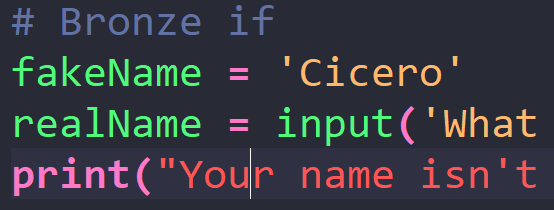 # Bronze if
fakeName = 'Cicero'
realName = input('What
print("Your name isn't